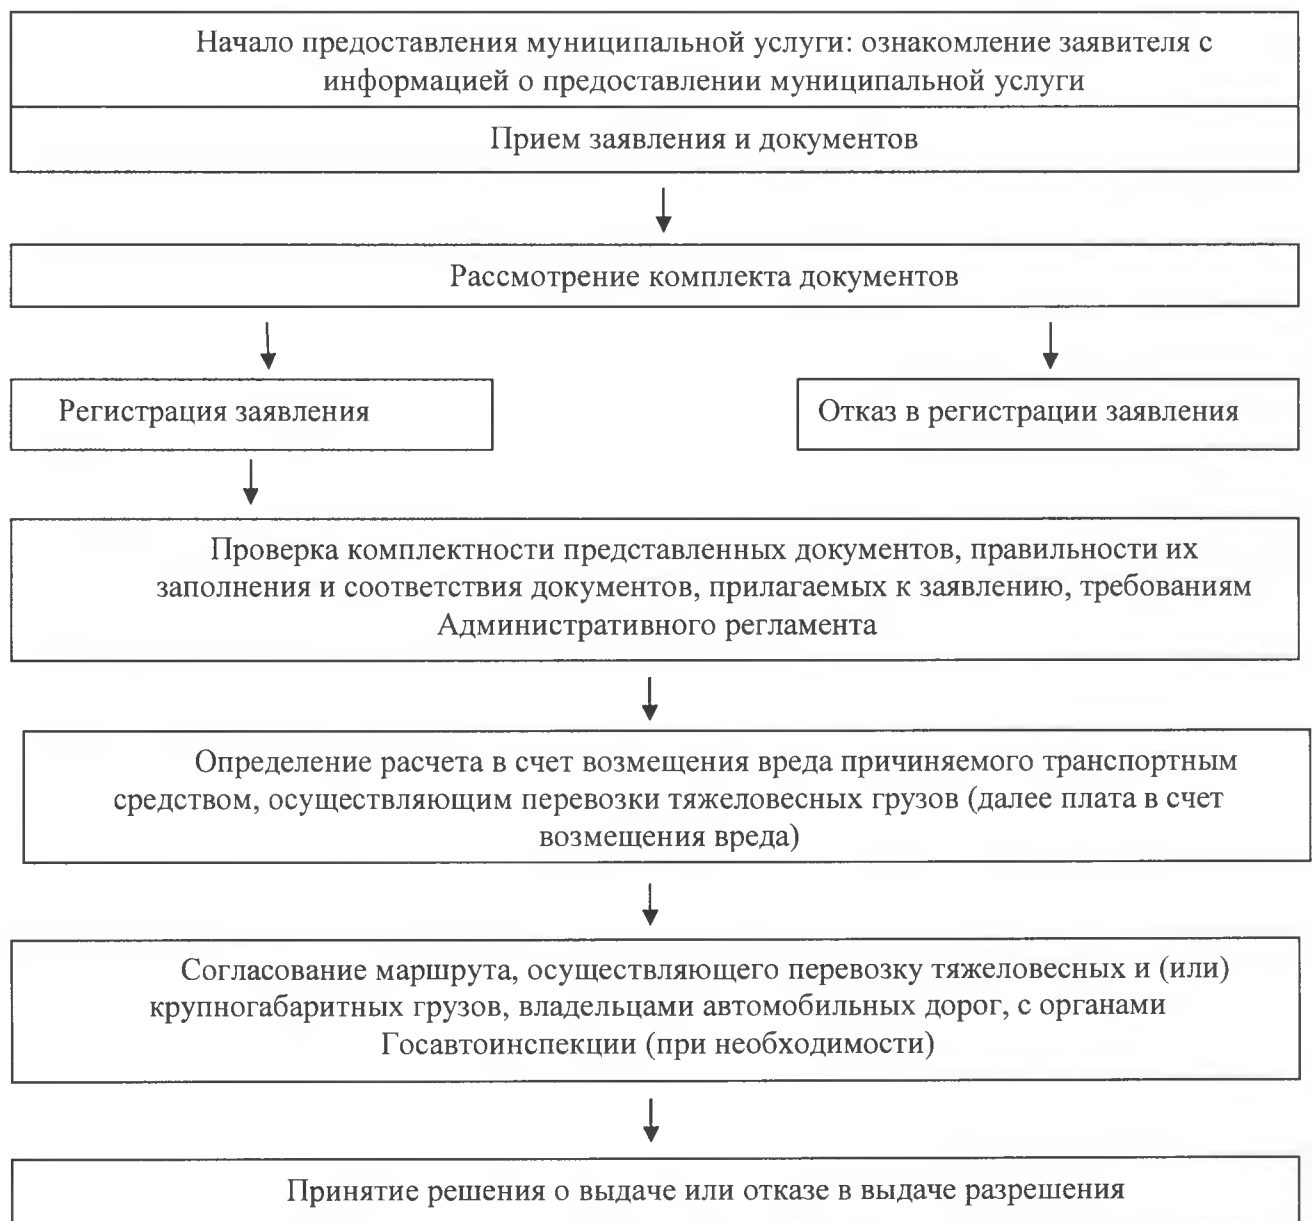 Начало предоставления муниципальной услуги: ознакомление заявителя с
информацией о предоставлении муниципальной услуги
Прием заявления и документов
Рассмотрение комплекта документов
Регистрация заявления
Отказ в регистрации заявления
Проверка комплектности представленных документов, правильности их
заполнения и соответствия документов, прилагаемых к заявлению, требованиям
Административного регламента
Определение расчета в счет возмещения вреда причиняемого транспортным
средством, осуществляющим перевозки тяжеловесных грузов (далее плата в счет
возмещения вреда)
Согласование маршрута, осуществляющего перевозку тяжеловесных и (или)
крупногабаритных грузов, владельцами автомобильных дорог, с органами
Госавтоинспекции (при необходимости)
Принятие решения о выдаче или отказе в выдаче разрешения